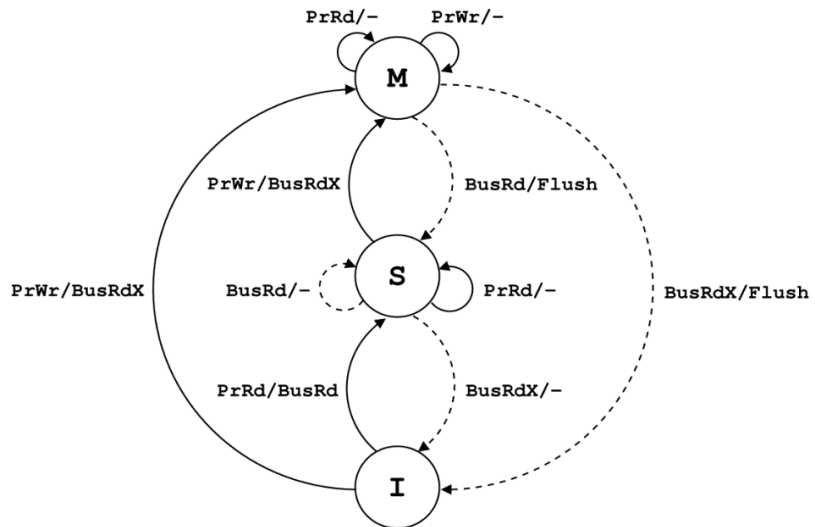 PrRd/–
PrWr/–
M
PrWr/BusRdX
BusRd/Flush
BusRd/–
S
PrRd/–
PrWr/BusRdX
BusRdX/Flush
PrRd/BusRd
BusRdX/–
I